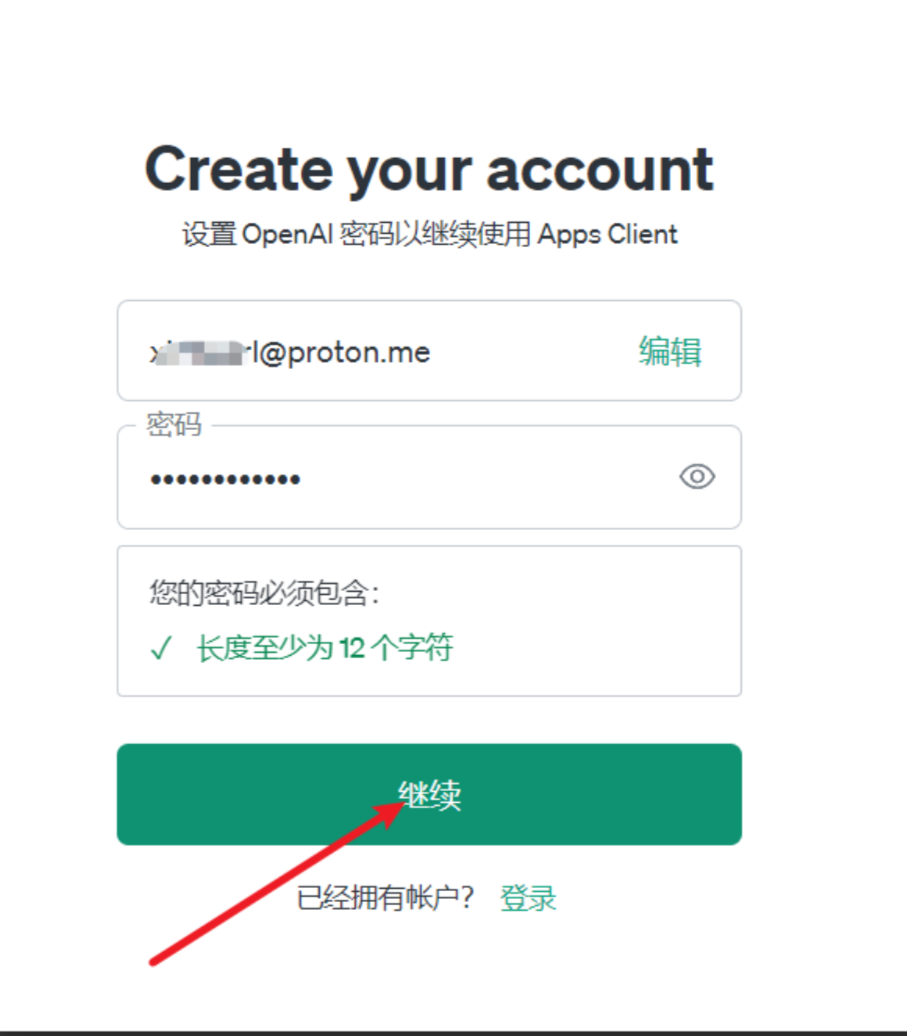 Create your account
设置 OpenAI 密码以继续使用 Apps Client
@proton.me 编辑
密码
••••••••••••
您的密码必须包含：
✓ 长度至少为 12 个字符
继续
已经拥有帐户？ 登录